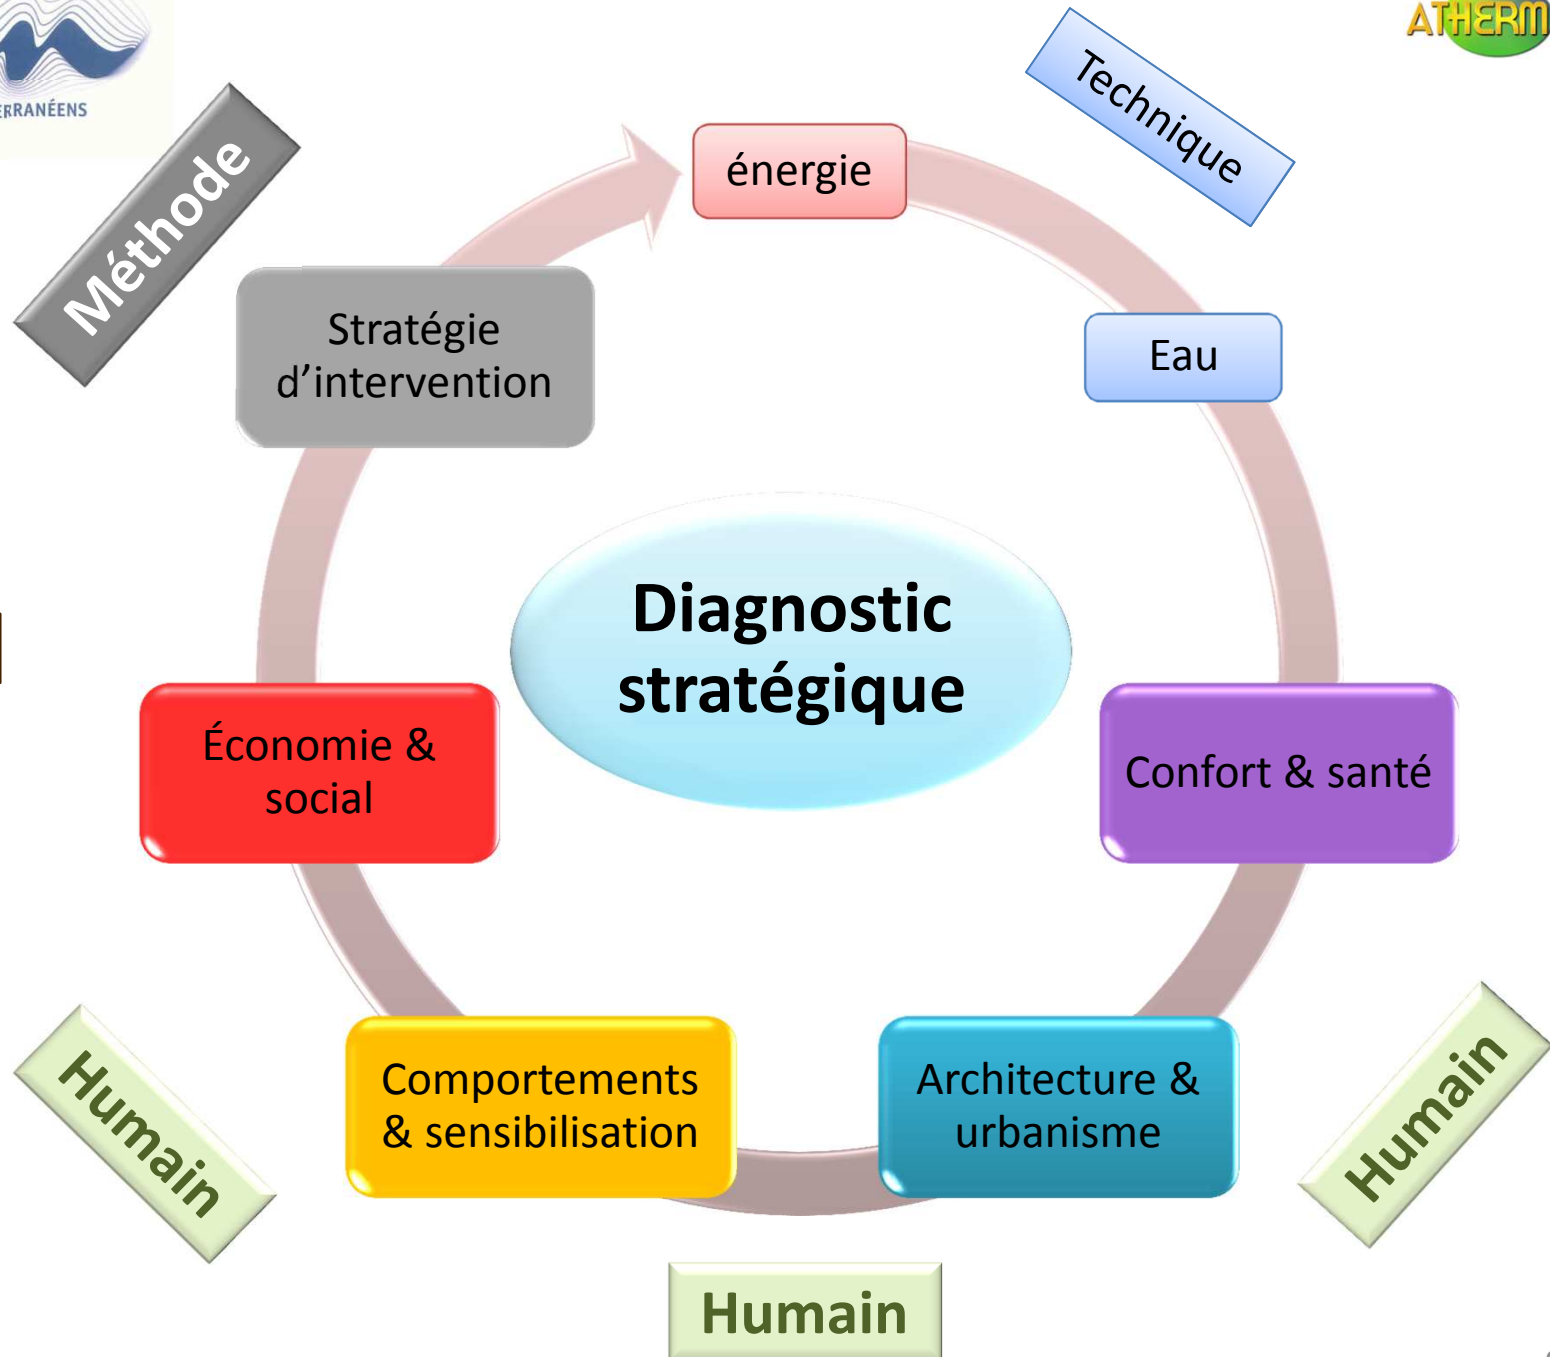 ERRANÉENS
ATHERM
Technique
Méthode
énergie
Stratégie
d’intervention
Eau
Diagnostic
stratégique
Économie &
social
Confort & santé
Comportements
& sensibilisation
Architecture &
urbanisme
Humain
Humain
Humain